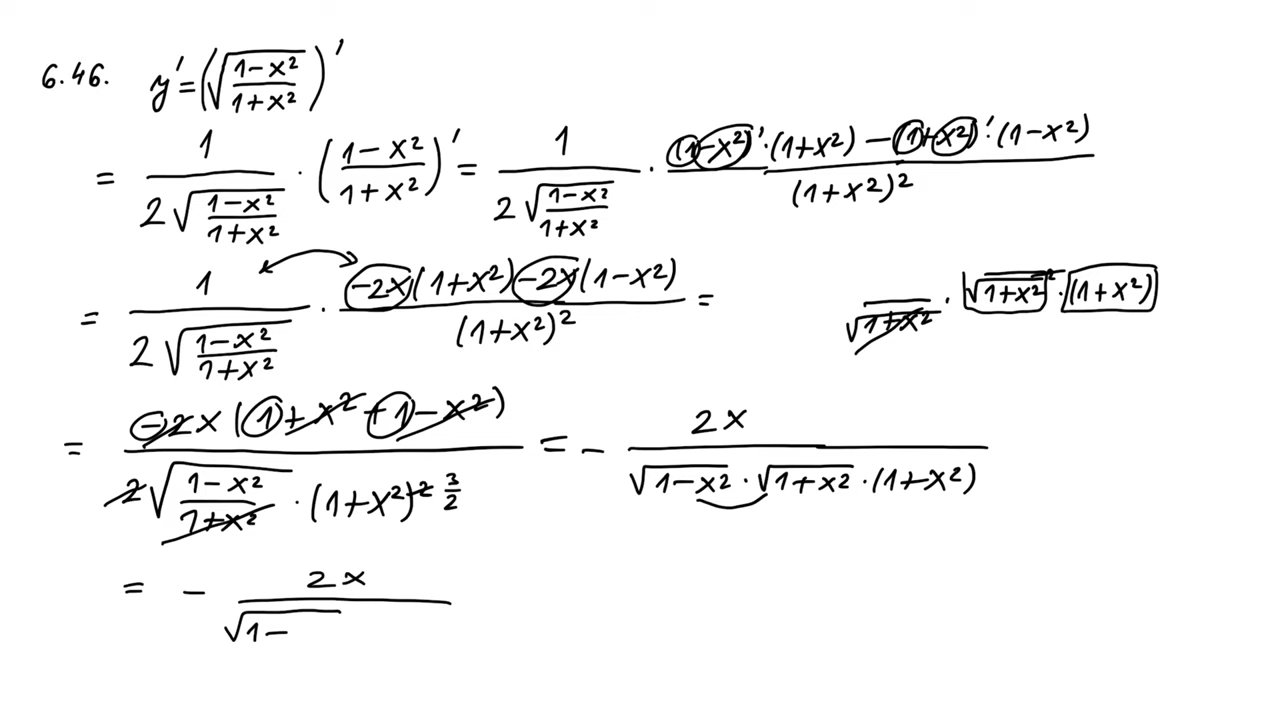 6.46. y' = (√((1-x²)/(1+x²)))'
= 1/(2√((1-x²)/(1+x²))) · ((1-x²)/(1+x²))' = 1/(2√((1-x²)/(1+x²))) · ((1-x²)'·(1+x²) - (1+x²)'·(1-x²))/(1+x²)²
= 1/(2√((1-x²)/(1+x²))) · (-2x(1+x²) -2x(1-x²))/(1+x²)² =
/√(1+x²) · √(1+x²)² · (1+x²)
= -2x(1+x²+1-x²)/(2√((1-x²)/(1+x²)) · (1+x²)^2 3/2) = - 2x/(√(1-x²) · √(1+x²) · (1+x²))
= - 2x/√(1-